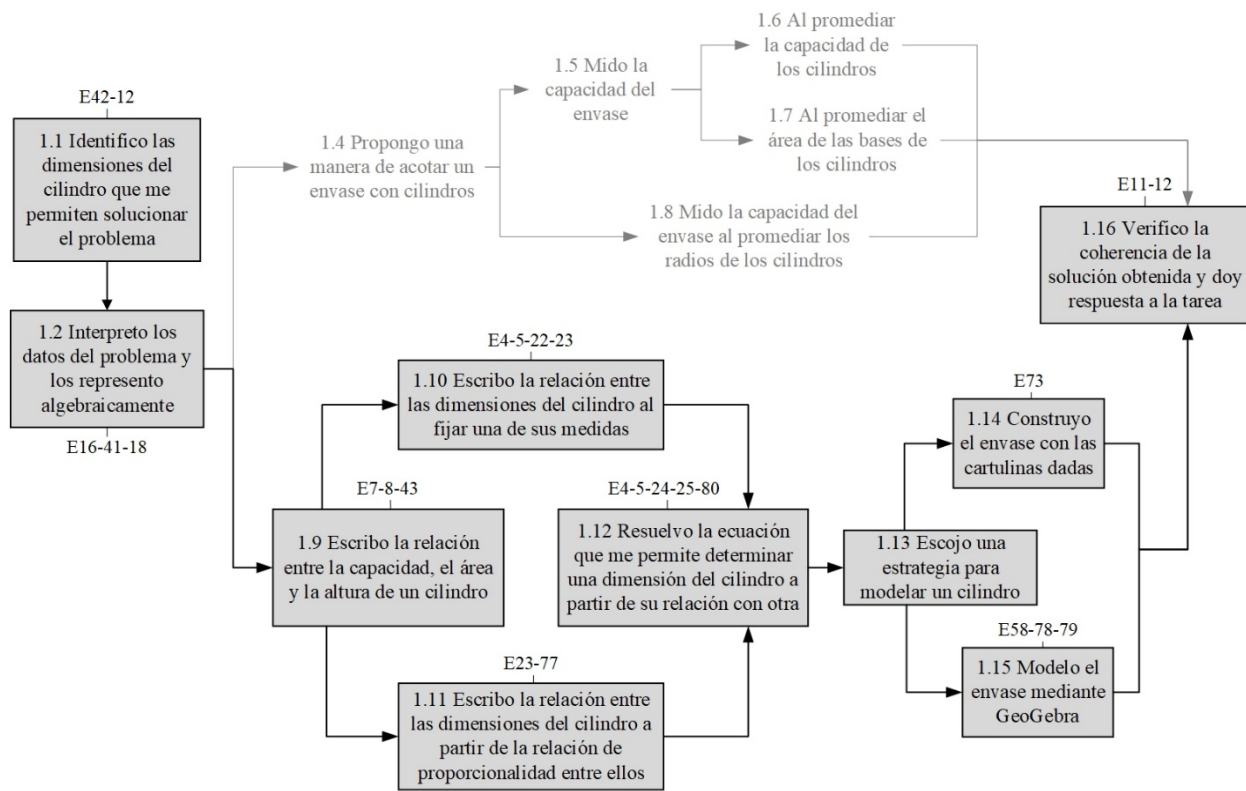 1.6 Al promediar
la capacidad de
los cilindros
1.5 Mido la
capacidad del
envase
E42-12
1.1 Identifico las
dimensiones del
cilindro que me
permiten solucionar
el problema
1.4 Propongo una
manera de acotar un
envase con cilindros
1.7 Al promediar el
área de las bases de
los cilindros
1.8 Mido la capacidad del
envase al promediar los
radios de los cilindros
E11-12
1.16 Verifico la
coherencia de la
solución obtenida y doy
respuesta a la tarea
1.2 Interpreto los
datos del problema y
los represento
algebraicamente
E16-41-18
E4-5-22-23
1.10 Escribo la relación entre
las dimensiones del cilindro al
fijar una de sus medidas
E7-8-43
1.9 Escribo la relación
entre la capacidad, el área
y la altura de un cilindro
E4-5-24-25-80
1.12 Resuelvo la ecuación
que me permite determinar
una dimensión del cilindro a
partir de su relación con otra
E23-77
1.11 Escribo la relación entre
las dimensiones del cilindro a
partir de la relación de
proporcionalidad entre ellos
1.13 Escojo una
estrategia para
modelar un cilindro
E73
1.14 Construyo
el envase con las
cartulinas dadas
E58-78-79
1.15 Modelo el
envase mediante
GeoGebra